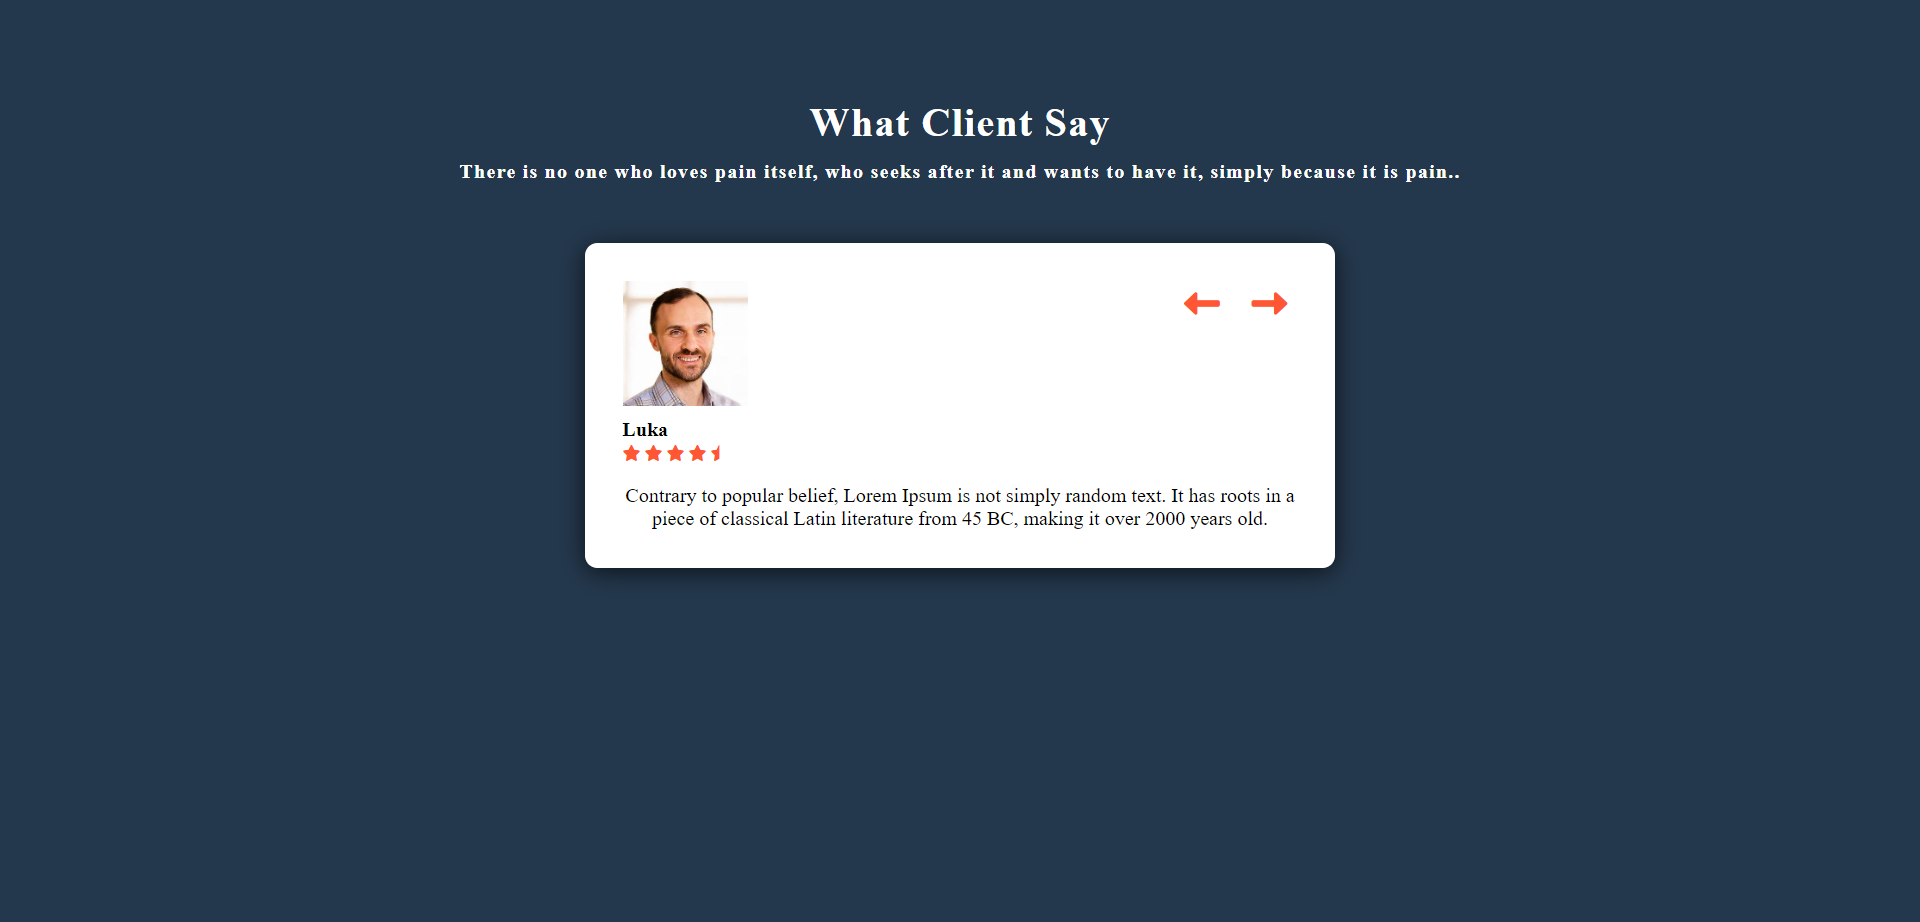 What Client Say
There is no one who loves pain itself, who seeks after it and wants to have it, simply because it is pain..
Luka
Contrary to popular belief, Lorem Ipsum is not simply random text. It has roots in a
piece of classical Latin literature from 45 BC, making it over 2000 years old.